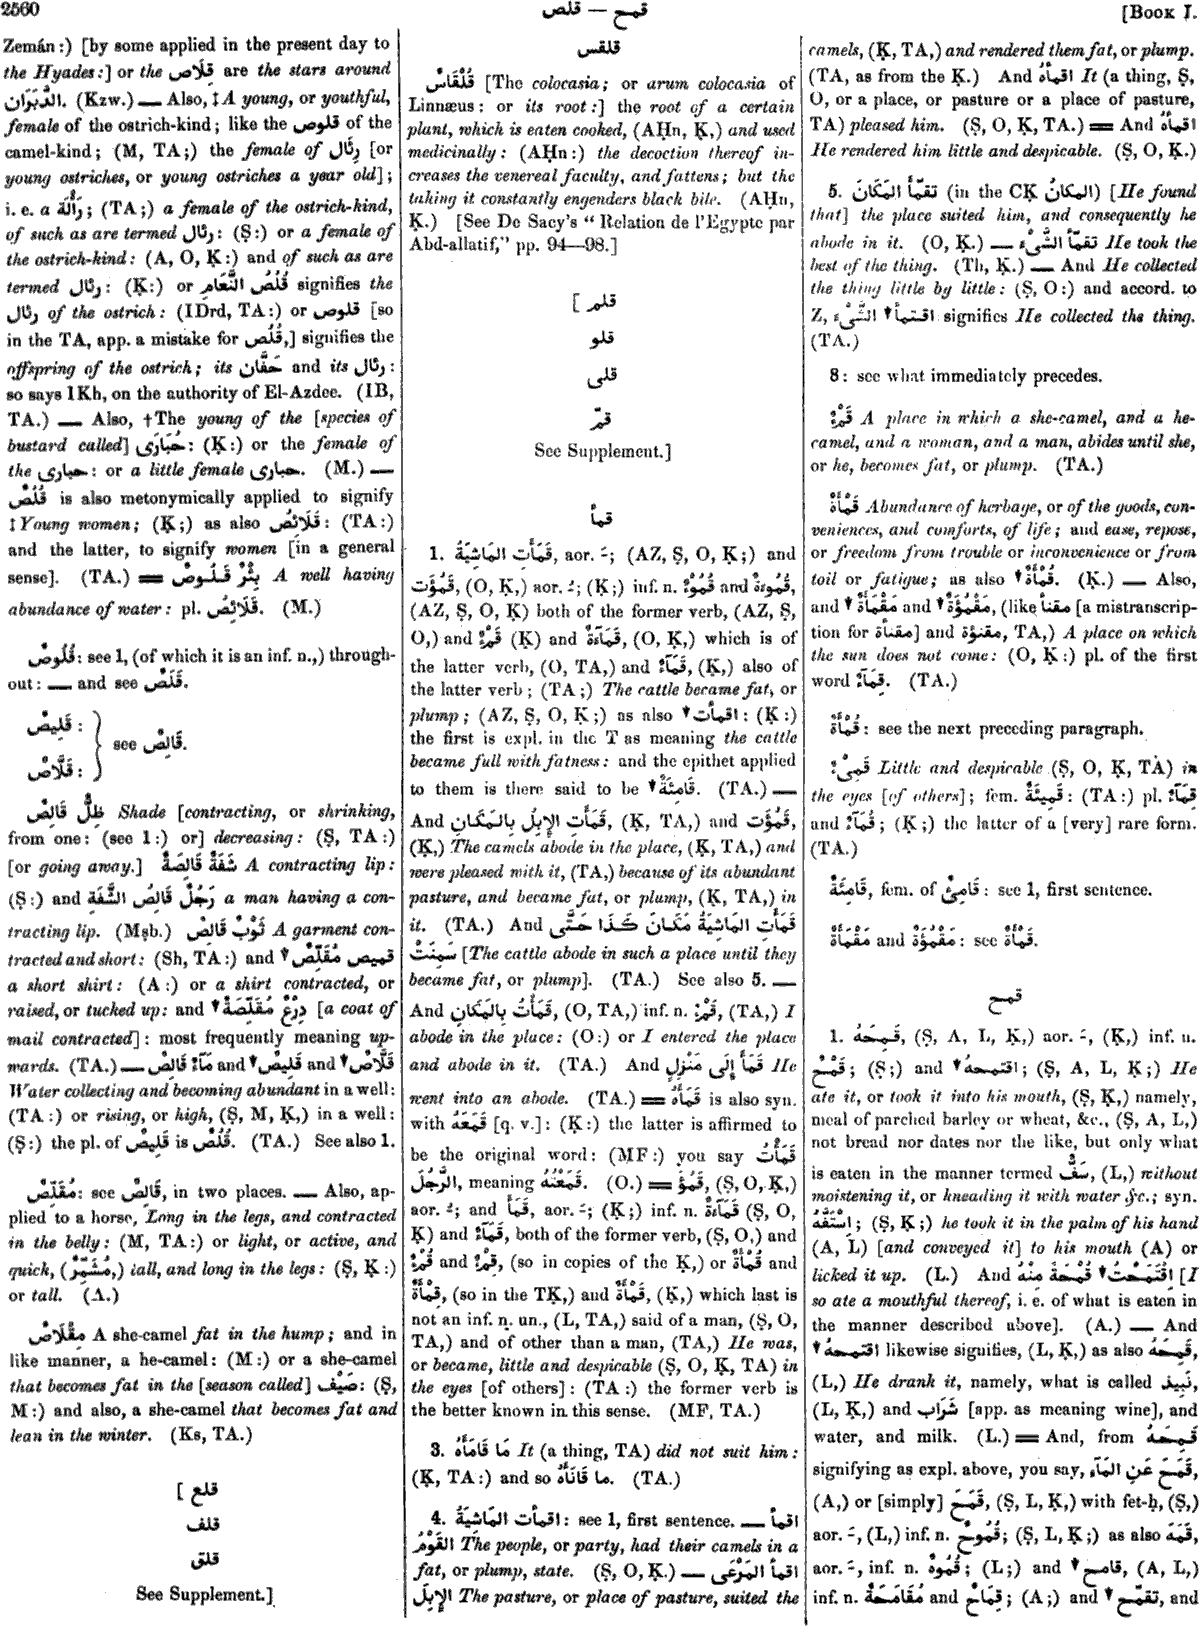 2560
قلص — قمح
[BOOK I.
Zemán:) [by some applied in the present day to
the Hyades:] or the قِلَاص are the stars around
الدَّبَرَان. (Kzw.) — Also, ‡A young, or youthful,
female of the ostrich-kind; like the قلوص of the
camel-kind; (M, TA;) the female of رِئَال [or
young ostriches, or young ostriches a year old];
i. e. a رَأْلَة; (TA;) a female of the ostrich-kind,
of such as are termed رئال: (Ṣ:) or a female of
the ostrich-kind: (A, O, Ḳ:) and of such as are
termed رئال: (Ḳ:) or قُلُصُ النَّعَامِ signifies the
رئال of the ostrich: (IDrd, TA:) or قلوص [so
in the TA, app. a mistake for قُلُص,] signifies the
offspring of the ostrich; its حَفَّان and its رِئَال:
so says IKh, on the authority of El-Azdee. (IB,
TA.) — Also, †The young of the [species of
bustard called] حُبَارَى: (Ḳ:) or the female of
the حبارى: or a little female حبارى. (M.) —
قُلُصٌ is also metonymically applied to signify
‡Young women; (Ḳ;) as also قَلَائِصُ: (TA:)
and the latter, to signify women [in a general
sense]. (TA.) = بِئْرٌ قَلُوصٌ A well having
abundance of water: pl. قَلَائِصُ. (M.)
قُلُوصٌ: see 1, (of which it is an inf. n.,) through-
out: — and see قَلَصٌ.
قَلِيصٌ :
قَلَّاصٌ :
see قَالِصٌ.
ظِلٌّ قَالِصٌ Shade [contracting, or shrinking,
from one: (see 1:) or] decreasing: (Ṣ, TA:)
[or going away.] شَفَةٌ قَالِصَةٌ A contracting lip:
(Ṣ:) and رَجُلٌ قَالِصُ الشَّفَةِ a man having a con-
tracting lip. (Mṣb.) ثَوْبٌ قَالِصٌ A garment con-
tracted and short: (Sh, TA:) and قميص مُقَلِّصٌ▼
a short shirt: (A:) or a shirt contracted, or
raised, or tucked up: and دِرْعٌ مُقَلِّصَةٌ▼ [a coat of
mail contracted]: most frequently meaning up-
wards. (TA.) — مَآءٌ قَالِصٌ and قَلِيصٌ▼ and قَلَّاصٌ▼
Water collecting and becoming abundant in a well:
(TA:) or rising, or high, (Ṣ, M, Ḳ,) in a well:
(Ṣ:) the pl. of قَلِيصٌ is قُلُصٌ. (TA.) See also 1.
مُقَلِّصٌ: see قَالِصٌ, in two places. — Also, ap-
plied to a horse, Long in the legs, and contracted
in the belly: (M, TA:) or light, or active, and
quick, (مُشَمِّرٌ,) tall, and long in the legs: (Ṣ, Ḳ:)
or tall. (A.)
مِقْلَاصٌ A she-camel fat in the hump; and in
like manner, a he-camel: (M:) or a she-camel
that becomes fat in the [season called] صَيْف: (Ṣ,
M:) and also, a she-camel that becomes fat and
lean in the winter. (Ks, TA.)
[ قلع
قلف
قلق
See Supplement.]
قلقس
قُلْقَاسٌ [The colocasia; or arum colocasia of
Linnæus: or its root:] the root of a certain
plant, which is eaten cooked, (AḤn, Ḳ,) and used
medicinally: (AḤn:) the decoction thereof in-
creases the venereal faculty, and fattens; but the
taking it constantly engenders black bile. (AḤn,
Ḳ.) [See De Sacy's "Relation de l'Egypte par
Abd-allatif," pp. 94—98.]
[ قلمر
قلو
قلى
قمّ
See Supplement.]
قمأ
1. قَمَأَتِ المَاشِيَةُ, aor. ـَ; (AZ, Ṣ, O, Ḳ;) and
قَمُؤَت, (O, Ḳ,) aor. ـُ; (Ḳ;) inf. n. قُمُوْءٌ and قُمُوءَةٌ,
(AZ, Ṣ, O, Ḳ) both of the former verb, (AZ, Ṣ,
O,) and قَمْءٌ (Ḳ) and قَمَآءَةٌ, (O, Ḳ,) which is of
the latter verb, (O, TA,) and قَمَآءٌ, (Ḳ,) also of
the latter verb; (TA;) The cattle became fat, or
plump; (AZ, Ṣ, O, Ḳ;) as also اقمأت▼: (Ḳ:)
the first is expl. in the T as meaning the cattle
became full with fatness: and the epithet applied
to them is there said to be قَامِئَةٌ▼. (TA.) —
And قَمَأَتِ الإِبِلُ بِالمَكَانِ, (Ḳ, TA,) and قَمُؤَت,
(Ḳ,) The camels abode in the place, (Ḳ, TA,) and
were pleased with it, (TA,) because of its abundant
pasture, and became fat, or plump, (Ḳ, TA,) in
it. (TA.) And قَمَأَتِ المَاشِيَةُ مَكَانَ كَذَا حَتَّى
سَمِنَتْ [The cattle abode in such a place until they
became fat, or plump]. (TA.) See also 5. —
And قَمَأْتُ بِالمَكَانِ, (O, TA,) inf. n. قَمْءٌ, (TA,) I
abode in the place: (O:) or I entered the place
and abode in it. (TA.) And قَمَأَ إِلَى مَنْزِلٍ He
went into an abode. (TA.) = قَمَأَهُ is also syn.
with قَمَعَهُ [q. v.]: (Ḳ:) the latter is affirmed to
be the original word: (MF:) you say قَمَأْتُ
الرَّجُلَ, meaning قَمَعْتُهُ. (O.) = قَمُؤَ, (Ṣ, O, Ḳ,)
aor. ـُ; and قَمَأَ, aor. ـَ; (Ḳ;) inf. n. قَمَآءَةٌ (Ṣ, O,
Ḳ) and قَمَآءٌ, both of the former verb, (Ṣ, O,) and
قُمْءٌ and قِمْءٌ, (so in copies of the Ḳ,) or قُمْأَةٌ and
قِمْأَةٌ, (so in the TḲ,) and قَمْأَةٌ, (Ḳ,) which last is
not an inf. n. un., (L, TA,) said of a man, (Ṣ, O,
TA,) and of other than a man, (TA,) He was,
or became, little and despicable (Ṣ, O, Ḳ, TA) in
the eyes [of others]: (TA:) the former verb is
the better known in this sense. (MF, TA.)
3. مَا قَامَأَهُ It (a thing, TA) did not suit him:
(Ḳ, TA:) and so ما قَانَأَهُ. (TA.)
4. اقمأت المَاشِيَةُ: see 1, first sentence. — اقمأ
القَوْمُ The people, or party, had their camels in a
fat, or plump, state. (Ṣ, O, Ḳ.) — اقمأ المَرْعَى
الإِبِلَ The pasture, or place of pasture, suited the
camels, (Ḳ, TA,) and rendered them fat, or plump.
(TA, as from the Ḳ.) And اقمأهُ It (a thing, Ṣ,
O, or a place, or pasture or a place of pasture,
TA) pleased him. (Ṣ, O, Ḳ, TA.) = And اقمأهُ
He rendered him little and despicable. (Ṣ, O, Ḳ.)
5. تَقَمَّأَ المَكَانَ (in the CḲ المكانُ) [He found
that] the place suited him, and consequently he
abode in it. (O, Ḳ.) — تقمّأ الشَّيْءَ He took the
best of the thing. (Th, Ḳ.) — And He collected
the thing little by little: (Ṣ, O:) and accord. to
Z, اقتمأ▼ الشَّيْءَ signifies He collected the thing.
(TA.)
8: see what immediately precedes.
قَمْءٌ A place in which a she-camel, and a he-
camel, and a woman, and a man, abides until she,
or he, becomes fat, or plump. (TA.)
قَمْأَةٌ Abundance of herbage, or of the goods, con-
veniences, and comforts, of life; and ease, repose,
or freedom from trouble or inconvenience or from
toil or fatigue; as also قُمْأَةٌ▼. (Ḳ.) — Also,
and مَقْمَأَةٌ▼ and مَقْمُؤَةٌ▼, (like مقنأ [a mistranscrip-
tion for مقنأة] and مقنؤة, TA,) A place on which
the sun does not come: (O, Ḳ:) pl. of the first
word قِمَآءٌ. (TA.)
قُمْأَةٌ: see the next preceding paragraph.
قَمِىْءٌ Little and despicable (Ṣ, O, Ḳ, TA) in
the eyes [of others]; fem. قَمِيئَةٌ: (TA:) pl. قِمَآءٌ
and قُمَآءٌ; (Ḳ;) the latter of a [very] rare form.
(TA.)
قَامِئَةٌ, fem. of قَامِئٌ: see 1, first sentence.
مَقْمَأَةٌ and مَقْمُؤَةٌ: see قَمْأَةٌ.
قمح
1. قَمِحَهُ, (Ṣ, A, L, Ḳ,) aor. ـَ, (Ḳ,) inf. n.
قَمْحٌ; (Ṣ;) and اقتمحهُ▼; (Ṣ, A, L, Ḳ;) He
ate it, or took it into his mouth, (Ṣ, Ḳ,) namely,
meal of parched barley or wheat, &c., (Ṣ, A, L,)
not bread nor dates nor the like, but only what
is eaten in the manner termed سَفٌّ, (L,) without
moistening it, or kneading it with water &c.; syn.
اِسْتَفَّهُ; (Ṣ, Ḳ;) he took it in the palm of his hand
(A, L) [and conveyed it] to his mouth (A) or
licked it up. (L.) And اِقْتَمَحْتُ▼ قُمْحَةً مِنْهُ [I
so ate a mouthful thereof, i. e. of what is eaten in
the manner described above]. (A.) — And
اقتمحهُ▼ likewise signifies, (L, Ḳ,) as also قَمِحَهُ,
(L,) He drank it, namely, what is called نَبِيذ,
(L, Ḳ,) and شَرَاب [app. as meaning wine], and
water, and milk. (L.) = And, from قَمِحَهُ
signifying as expl. above, you say, قَمَحَ عَنِ المَآءِ,
(A,) or [simply] قَمَحَ, (Ṣ, L, Ḳ,) with fet-ḥ, (Ṣ,)
aor. ـَ, (L,) inf. n. قُمُوحٌ; (Ṣ, L, Ḳ;) as also قَمَهَ,
aor. ـَ, inf. n. قُمُوهٌ; (L;) and قامح▼, (A, L,)
inf. n. مُقَامَحَةٌ and قِمَاحٌ; (A;) and تقمّح▼, and